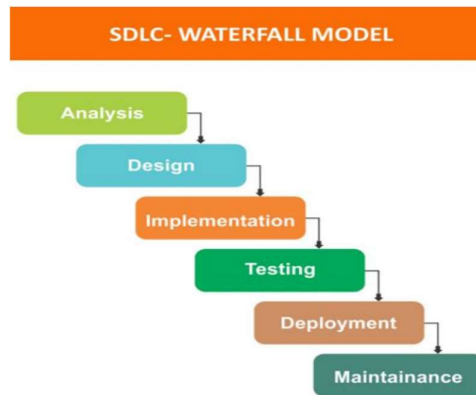 SDLC- WATERFALL MODEL
Analysis
Design
Implementation
Testing
Deployment
Maintainance